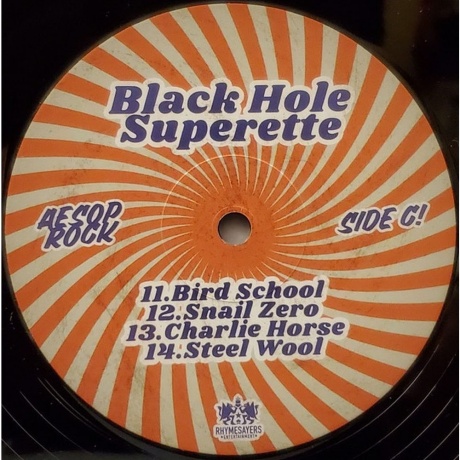 Black Hole
Superette
AESOP
ROCK
SIDE C!
11.Bird School
12.Snail Zero
13.Charlie Horse
14.Steel Wool
RHYMESAYERS
ENTERTAINMENT